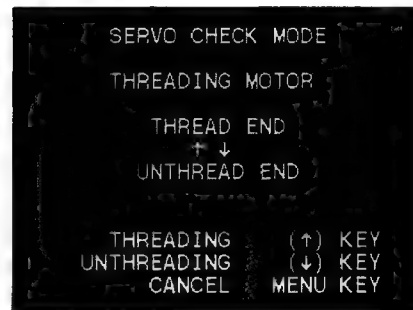 SERVO CHECK MODE
THREADING MOTOR
THREAD END
↑ ↓
UNTHREAD END
THREADING (↑) KEY
UNTHREADING (↓) KEY
CANCEL MENU KEY